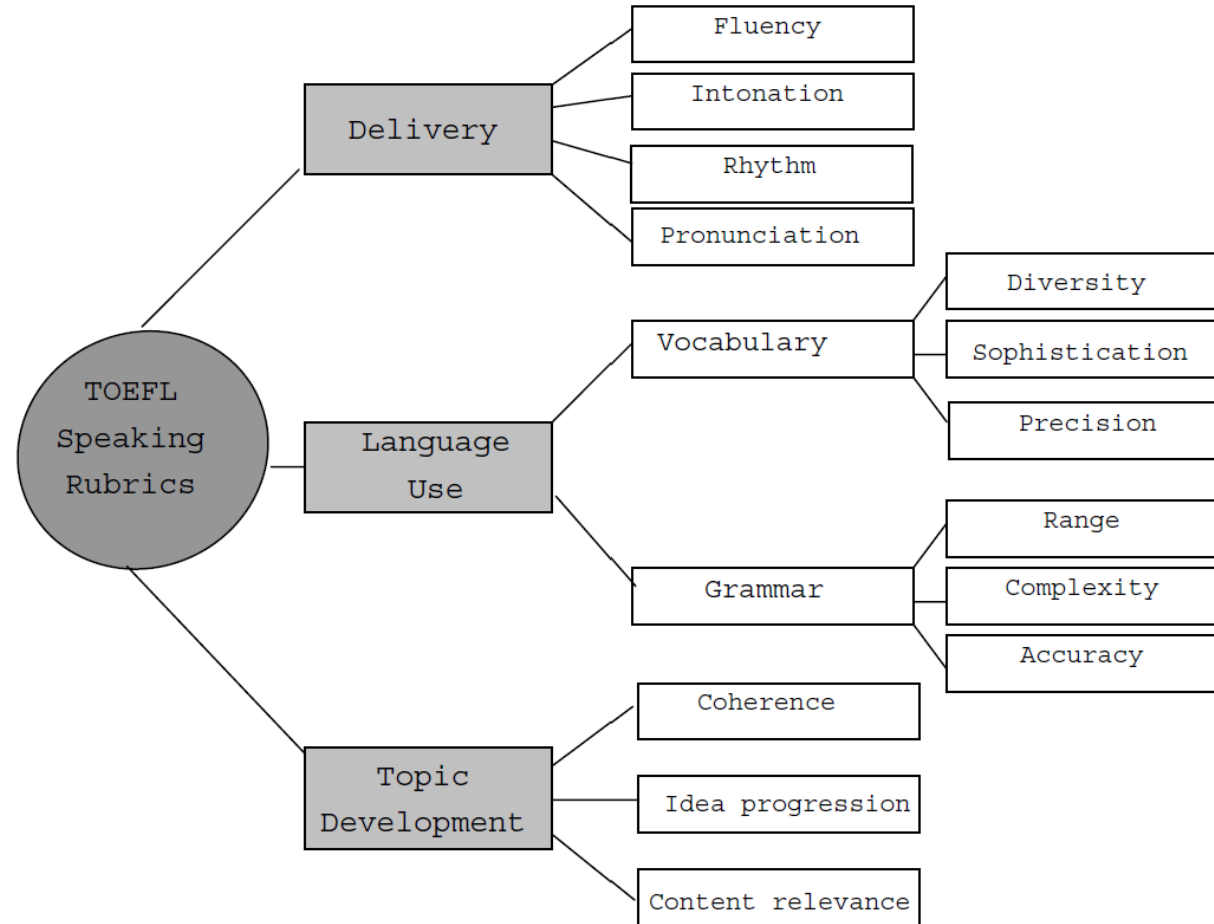 Fluency
Intonation
Delivery
Rhythm
Pronunciation
Diversity
Vocabulary
Sophistication
Precision
TOEFL
Speaking
Rubrics
Language
Use
Range
Grammar
Complexity
Accuracy
Coherence
Topic
Development
Idea progression
Content relevance